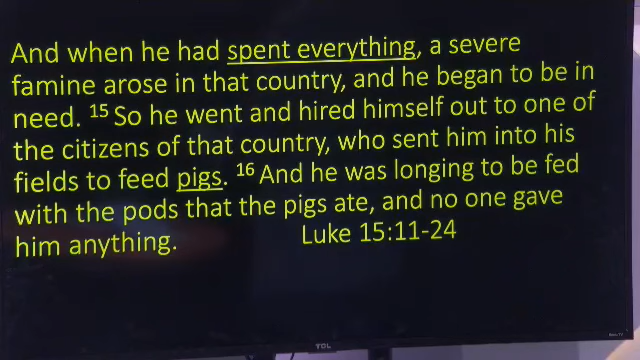 And when he had spent everything, a severe
famine arose in that country, and he began to be in
need. ¹⁵ So he went and hired himself out to one of
the citizens of that country, who sent him into his
fields to feed pigs. ¹⁶ And he was longing to be fed
with the pods that the pigs ate, and no one gave
him anything. Luke 15:11-24
TCL